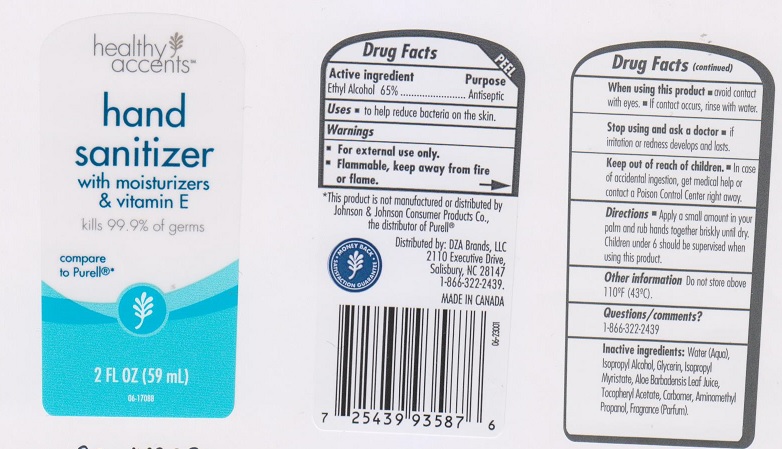 healthy
accents™
hand
sanitizer
with moisturizers
& vitamin E
kills 99.9% of germs
compare
to Purell®*
2 FL OZ (59 mL)
06-17088
Drug Facts
PEEL
Active ingredient Purpose
Ethyl Alcohol 65% ........................ Antiseptic
Uses ▪ to help reduce bacteria on the skin.
Warnings
▪ For external use only.
▪ Flammable, keep away from fire
or flame.
*This product is not manufactured or distributed by
Johnson & Johnson Consumer Products Co.,
the distributor of Purell®
• MONEY BACK •
SATISFACTION GUARANTEE
Distributed by: DZA Brands, LLC
2110 Executive Drive,
Salisbury, NC 28147
1-866-322-2439.
MADE IN CANADA
06-23001
7 25439 93587 6
Drug Facts (continued)
When using this product ▪ avoid contact
with eyes. ▪ If contact occurs, rinse with water.
Stop using and ask a doctor ▪ if
irritation or redness develops and lasts.
Keep out of reach of children. ▪ In case
of accidental ingestion, get medical help or
contact a Poison Control Center right away.
Directions ▪ Apply a small amount in your
palm and rub hands together briskly until dry.
Children under 6 should be supervised when
using this product.
Other information Do not store above
110ºF (43ºC).
Questions/comments?
1-866-322-2439
Inactive ingredients: Water (Aqua),
Isopropyl Alcohol, Glycerin, Isopropyl
Myristate, Aloe Barbadensis Leaf Juice,
Tocopheryl Acetate, Carbomer, Aminomethyl
Propanol, Fragrance (Parfum).